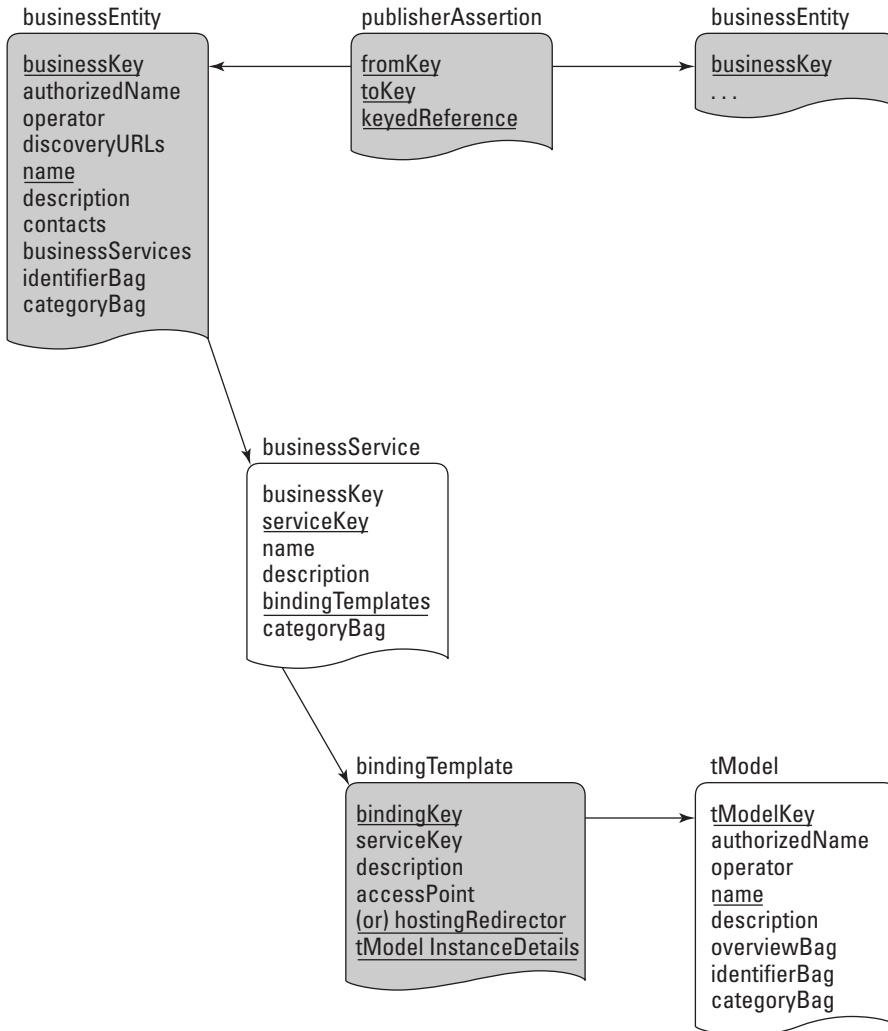 businessEntity
businessKey
authorizedName
operator
discoveryURLs
name
description
contacts
businessServices
identifierBag
categoryBag
publisherAssertion
fromKey
toKey
keyedReference
businessEntity
businessKey
. . .
businessService
businessKey
serviceKey
name
description
bindingTemplates
categoryBag
bindingTemplate
bindingKey
serviceKey
description
accessPoint
(or) hostingRedirector
tModel InstanceDetails
tModel
tModelKey
authorizedName
operator
name
description
overviewBag
identifierBag
categoryBag